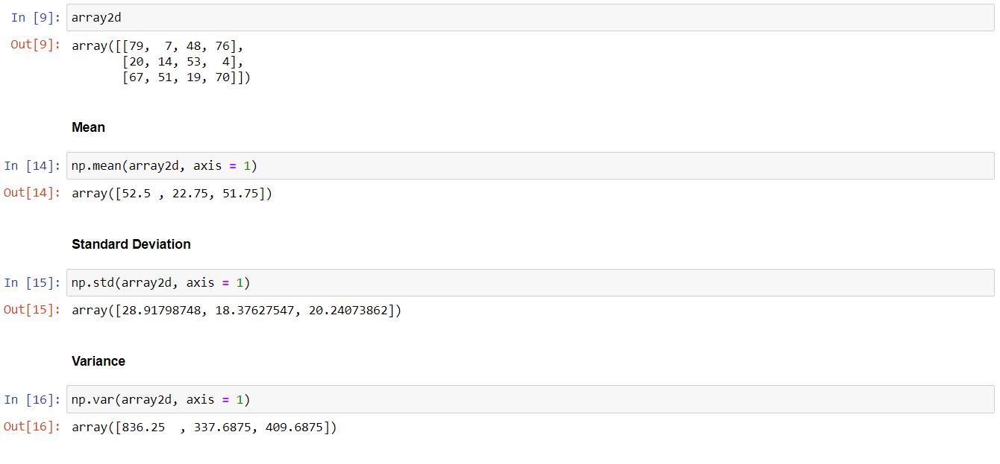 In [9]: array2d
Out[9]: array([[79,  7, 48, 76],
       [20, 14, 53,  4],
       [67, 51, 19, 70]])
Mean
In [14]: np.mean(array2d, axis = 1)
Out[14]: array([52.5 , 22.75, 51.75])
Standard Deviation
In [15]: np.std(array2d, axis = 1)
Out[15]: array([28.91798748, 18.37627547, 20.24073862])
Variance
In [16]: np.var(array2d, axis = 1)
Out[16]: array([836.25  , 337.6875, 409.6875])